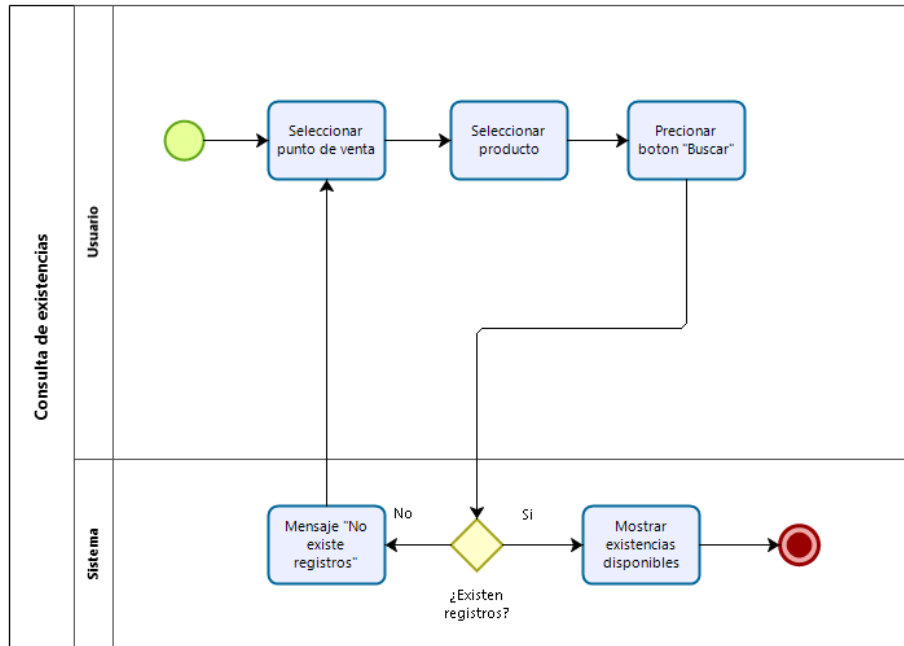 Consulta de existencias
Usuario
Seleccionar
punto de venta
Seleccionar
producto
Precionar
boton "Buscar"
Sistema
Mensaje "No
existe
registros"
No
¿Existen
registros?
Si
Mostrar
existencias
disponibles